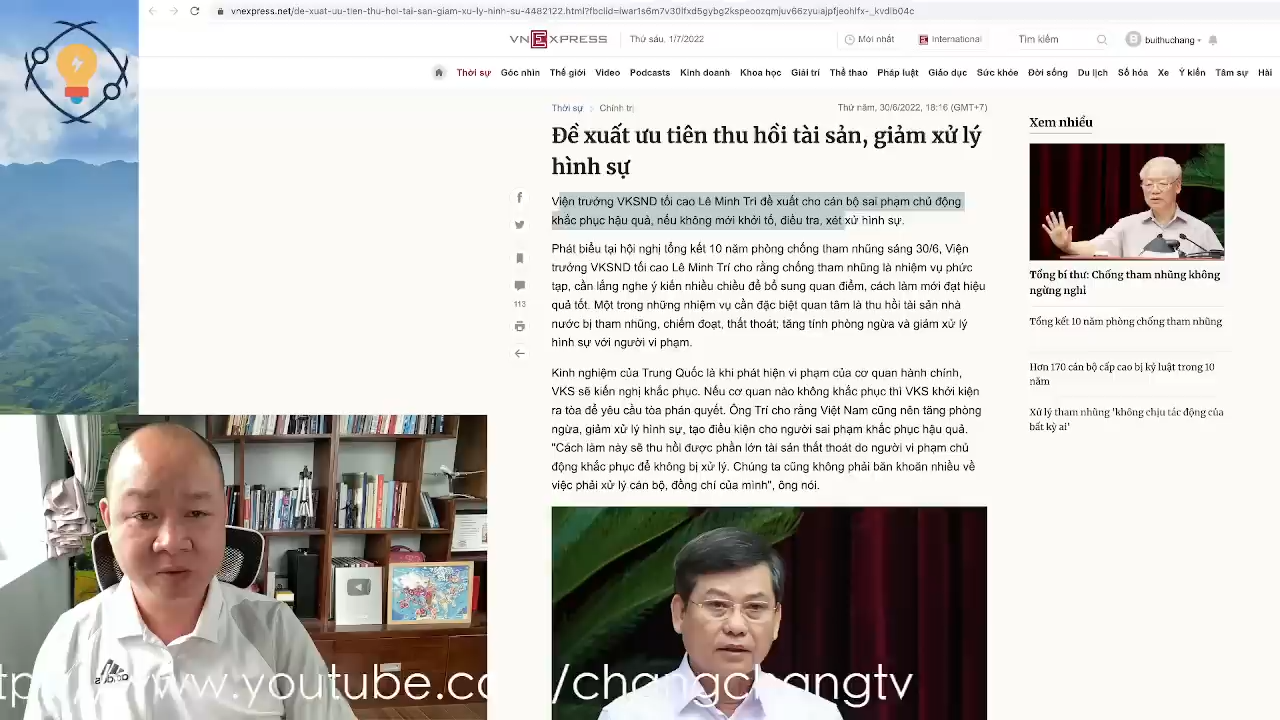 vnexpress.net/de-xuat-uu-tien-thu-hoi-tai-san-giam-xu-ly-hinh-su-4482122.html?fbclid=iwar1s6m7v30lfxd5gybg2kspeoozqmjuv66zyuiajpfjeohlfx-_kvdlb04c
VNEXPRESS Thứ sáu, 1/7/2022 Mới nhất International Tìm kiếm buithuchang
Thời sự Góc nhìn Thế giới Video Podcasts Kinh doanh Khoa học Giải trí Thể thao Pháp luật Giáo dục Sức khỏe Đời sống Du lịch Số hóa Xe Ý kiến Tâm sự Hài
Thời sự > Chính trị Thứ năm, 30/6/2022, 18:16 (GMT+7)
Đề xuất ưu tiên thu hồi tài sản, giảm xử lý
hình sự
Viện trưởng VKSND tối cao Lê Minh Trí đề xuất cho cán bộ sai phạm chủ động
khắc phục hậu quả, nếu không mới khởi tố, điều tra, xét xử hình sự.
Phát biểu tại hội nghị tổng kết 10 năm phòng chống tham nhũng sáng 30/6, Viện
trưởng VKSND tối cao Lê Minh Trí cho rằng chống tham nhũng là nhiệm vụ phức
tạp, cần lắng nghe ý kiến nhiều chiều để bổ sung quan điểm, cách làm mới đạt hiệu
quả tốt. Một trong những nhiệm vụ cần đặc biệt quan tâm là thu hồi tài sản nhà
nước bị tham nhũng, chiếm đoạt, thất thoát; tăng tính phòng ngừa và giảm xử lý
hình sự với người vi phạm.
113
Kinh nghiệm của Trung Quốc là khi phát hiện vi phạm của cơ quan hành chính,
VKS sẽ kiến nghị khắc phục. Nếu cơ quan nào không khắc phục thì VKS khởi kiện
ra tòa để yêu cầu tòa phán quyết. Ông Trí cho rằng Việt Nam cũng nên tăng phòng
ngừa, giảm xử lý hình sự, tạo điều kiện cho người sai phạm khắc phục hậu quả.
"Cách làm này sẽ thu hồi được phần lớn tài sản thất thoát do người vi phạm chủ
động khắc phục để không bị xử lý. Chúng ta cũng không phải băn khoăn nhiều về
việc phải xử lý cán bộ, đồng chí của mình", ông nói.
Xem nhiều
Tổng bí thư: Chống tham nhũng không
ngừng nghỉ
Tổng kết 10 năm phòng chống tham nhũng
Hơn 170 cán bộ cấp cao bị kỷ luật trong 10
năm
Xử lý tham nhũng 'không chịu tác động của
bất kỳ ai'
adidas
tp://www.youtube.co /changchangtv